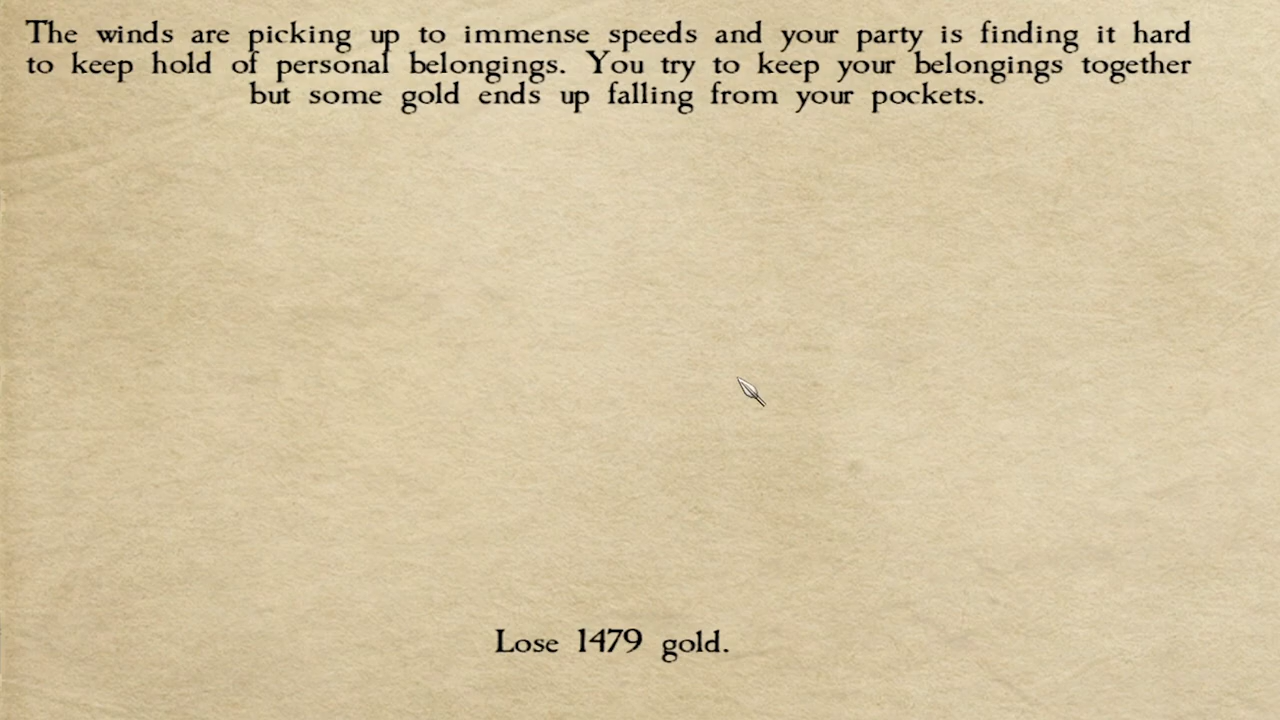 The winds are picking up to immense speeds and your party is finding it hard
to keep hold of personal belongings. You try to keep your belongings together
but some gold ends up falling from your pockets.
Lose 1479 gold.